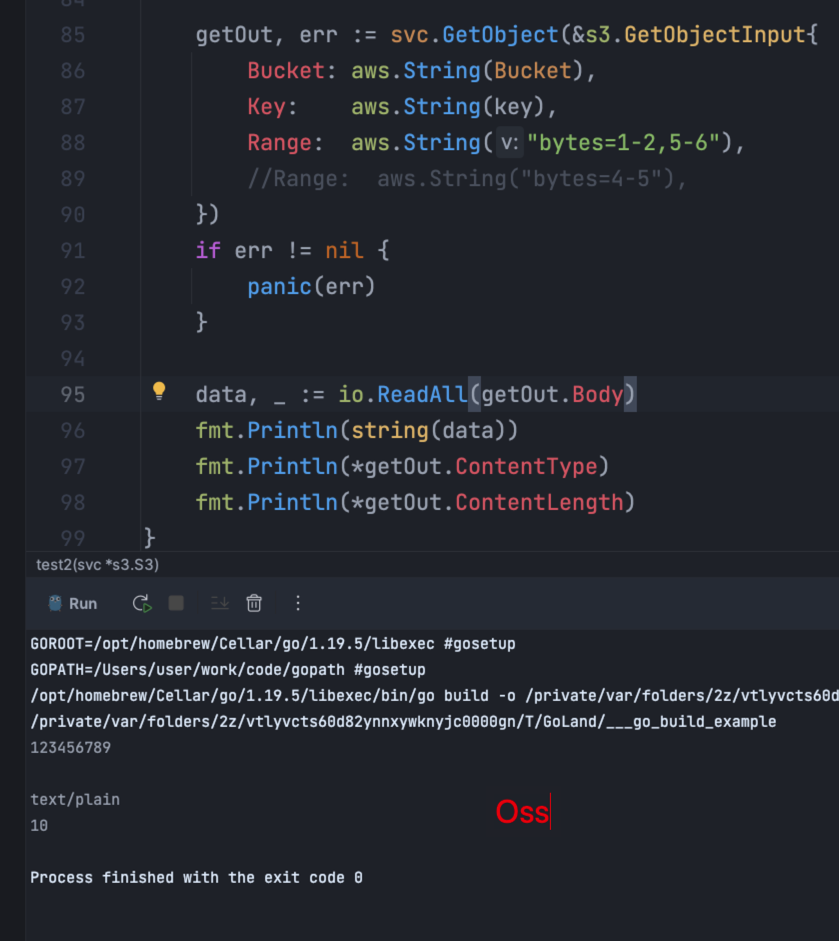 85 getOut, err := svc.GetObject(&s3.GetObjectInput{
86 Bucket: aws.String(Bucket),
87 Key: aws.String(key),
88 Range: aws.String( v: "bytes=1-2,5-6"),
89 //Range: aws.String("bytes=4-5"),
90 })
91 if err != nil {
92 panic(err)
93 }
94
95 data, _ := io.ReadAll(getOut.Body)
96 fmt.Println(string(data))
97 fmt.Println(*getOut.ContentType)
98 fmt.Println(*getOut.ContentLength)
99 }
test2(svc *s3.S3)
Run
GOROOT=/opt/homebrew/Cellar/go/1.19.5/libexec #gosetup
GOPATH=/Users/user/work/code/gopath #gosetup
/opt/homebrew/Cellar/go/1.19.5/libexec/bin/go build -o /private/var/folders/2z/vtlyvcts60d
/private/var/folders/2z/vtlyvcts60d82ynnxywknyjc0000gn/T/GoLand/___go_build_example
123456789
text/plain
10
Oss
Process finished with the exit code 0